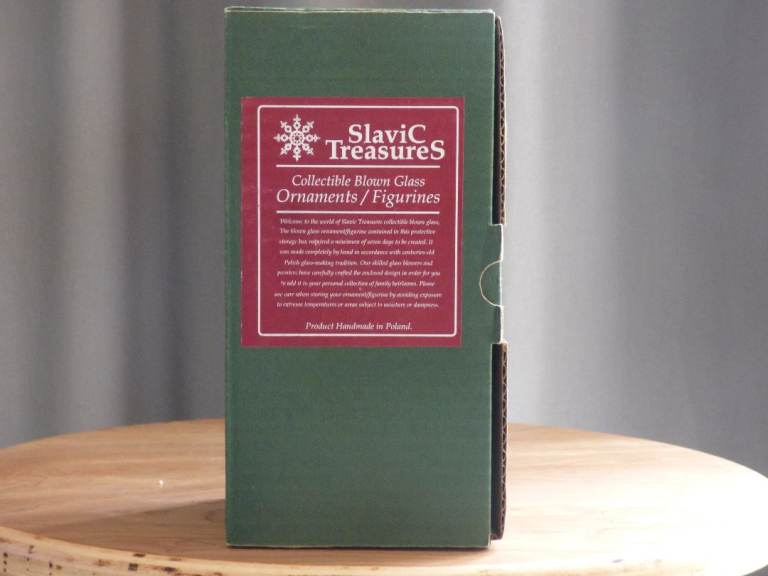 SlaviC
TreasureS
Collectible Blown Glass
Ornaments / Figurines
Welcome to the world of Slavic Treasures collectible blown glass.
The blown glass ornament/figurine contained in this protective
storage box required a minimum of seven days to be created. It
was made completely by hand in accordance with centuries old
Polish glass-making tradition. Our skilled glass blowers and
painters have carefully crafted the enclosed design in order for you
to add it to your personal collection of family heirlooms. Please
use care when storing your ornament/figurine by avoiding exposure
to extreme temperatures or areas subject to moisture or dampness.
Product Handmade in Poland.